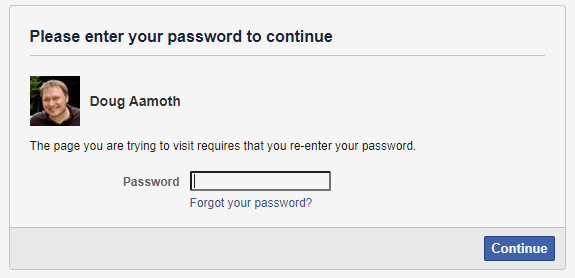 Please enter your password to continue
Doug Aamoth
The page you are trying to visit requires that you re-enter your password.
Password
Forgot your password?
Continue